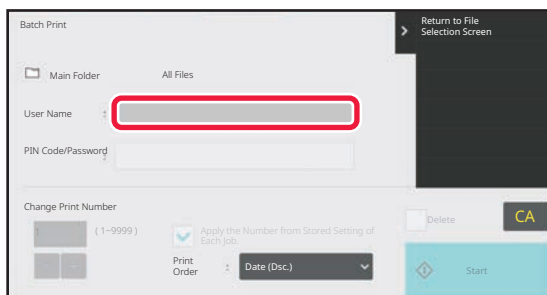 Batch Print
Return to File
Selection Screen
Main Folder
All Files
User Name :
PIN Code/Password :
Change Print Number
1
( 1~9999 )
Apply the Number from Stored Setting of
Each Job.
Print
Order : Date (Dsc.)
Delete
CA
Start